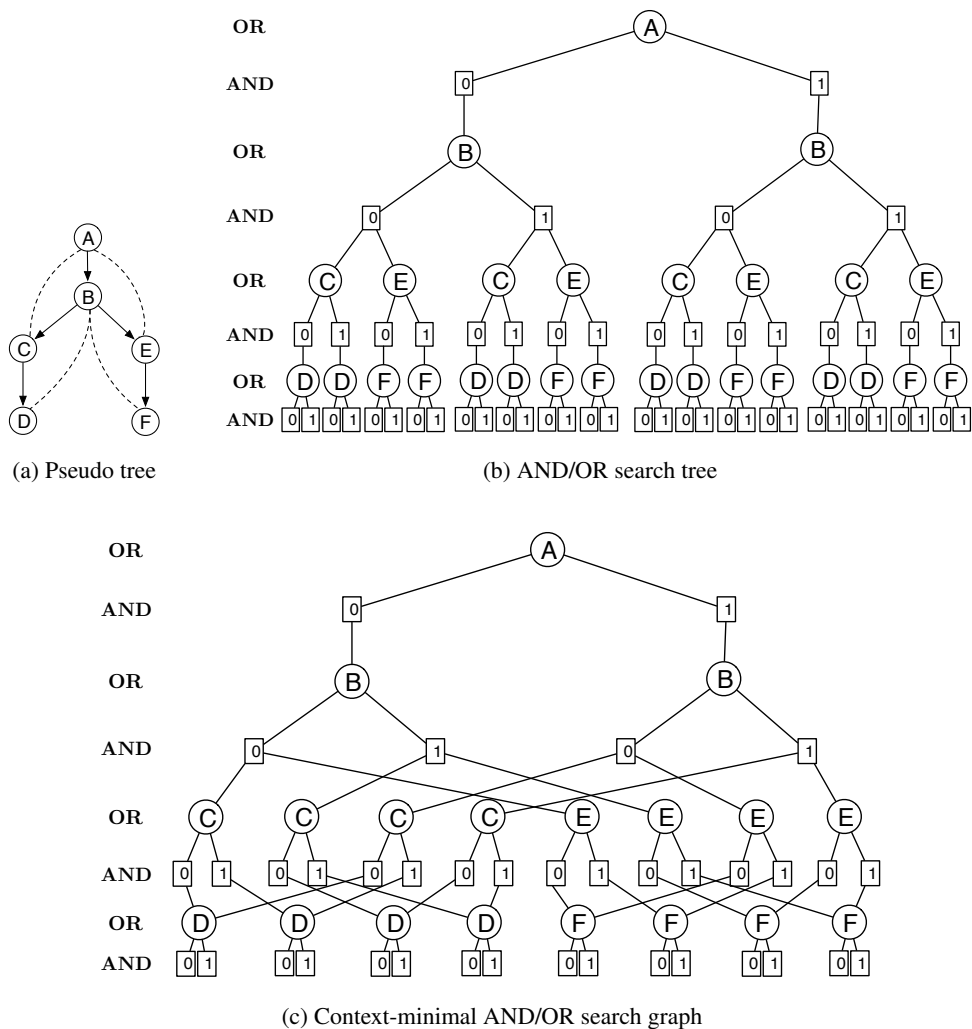 OR A
AND 0 1
OR B B
AND 0 1 0 1
OR C E C E C E C E
AND 0 1 0 1 0 1 0 1 0 1 0 1 0 1 0 1
OR D D F F D D F F D D F F D D F F
AND 0 1 0 1 0 1 0 1 0 1 0 1 0 1 0 1 0 1 0 1 0 1 0 1 0 1 0 1 0 1 0 1
A
B
C E
D F
(a) Pseudo tree
(b) AND/OR search tree
OR A
AND 0 1
OR B B
AND 0 1 0 1
OR C C C C E E E E
AND 0 1 0 1 0 1 0 1 0 1 0 1 0 1 0 1
OR D D D D F F F F
AND 0 1 0 1 0 1 0 1 0 1 0 1 0 1 0 1
(c) Context-minimal AND/OR search graph